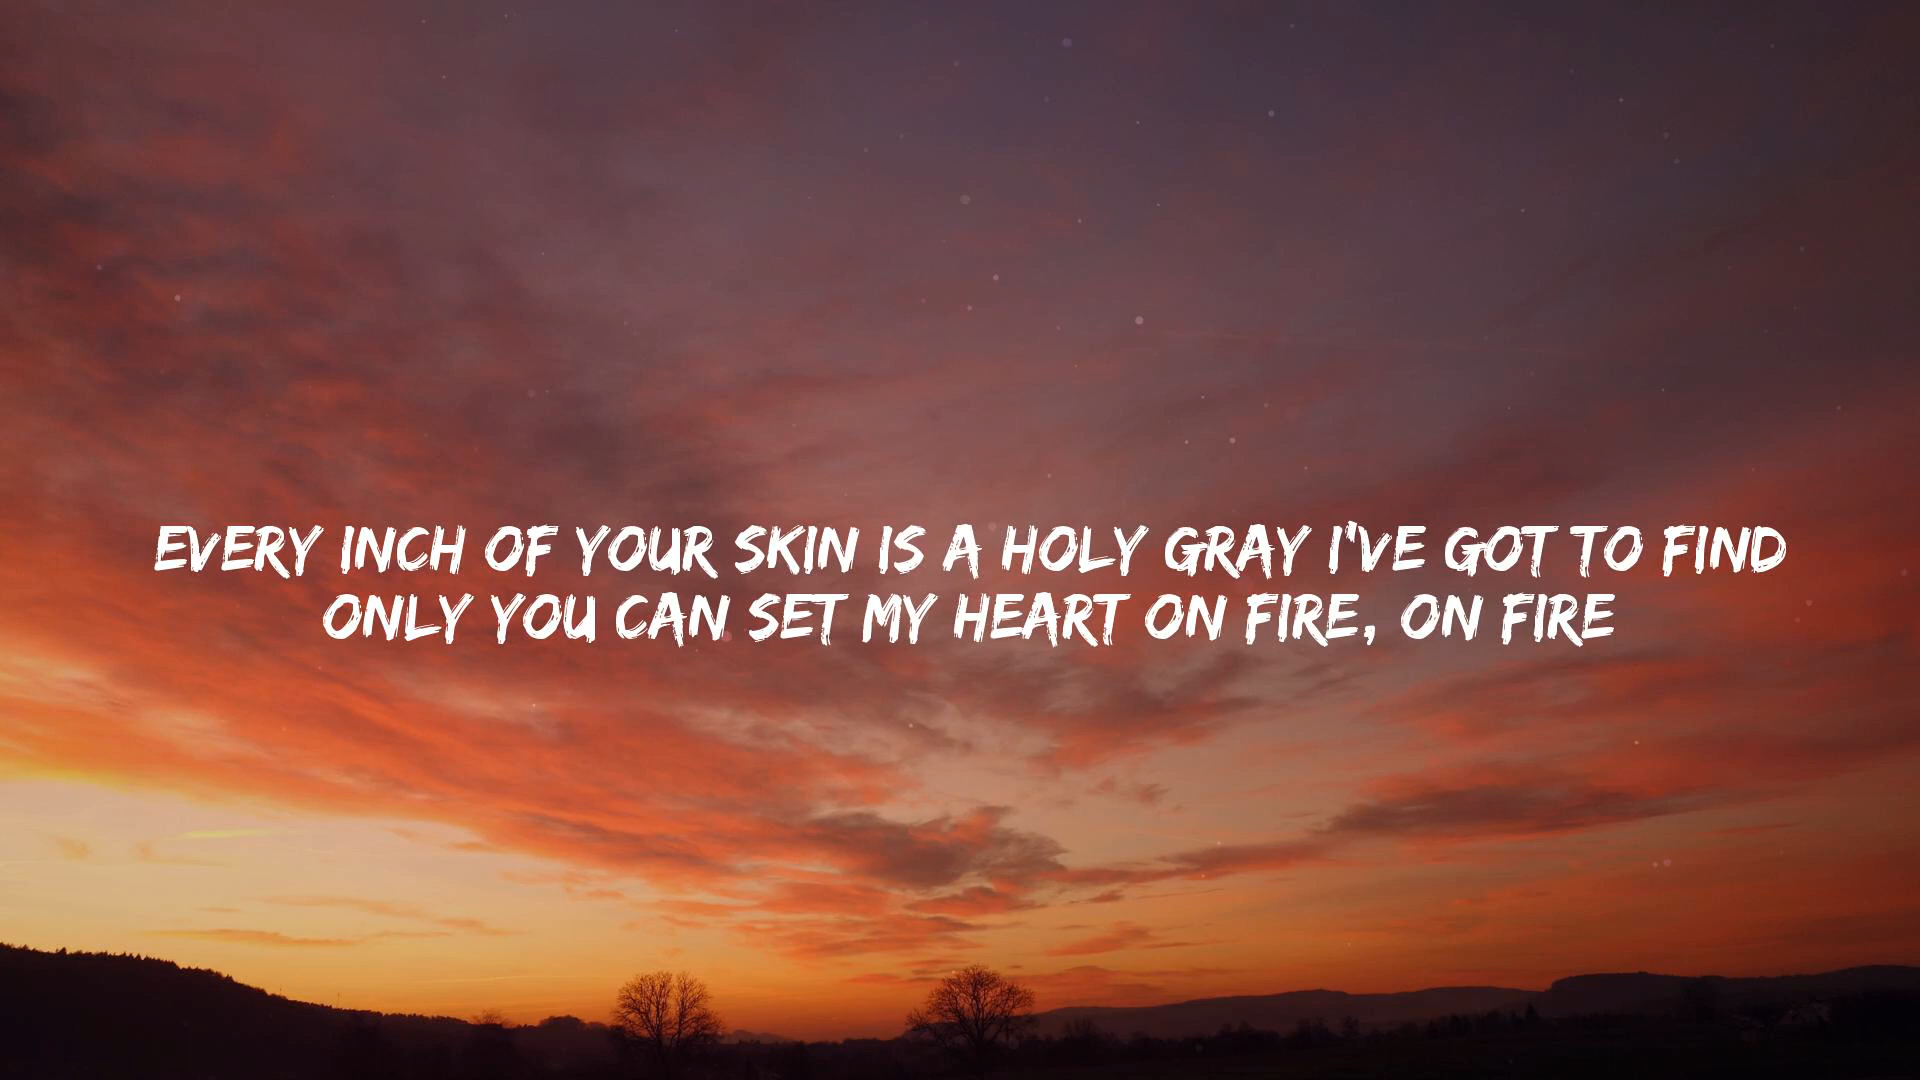 EVERY INCH OF YOUR SKIN IS A HOLY GRAY I'VE GOT TO FIND
ONLY YOU CAN SET MY HEART ON FIRE, ON FIRE